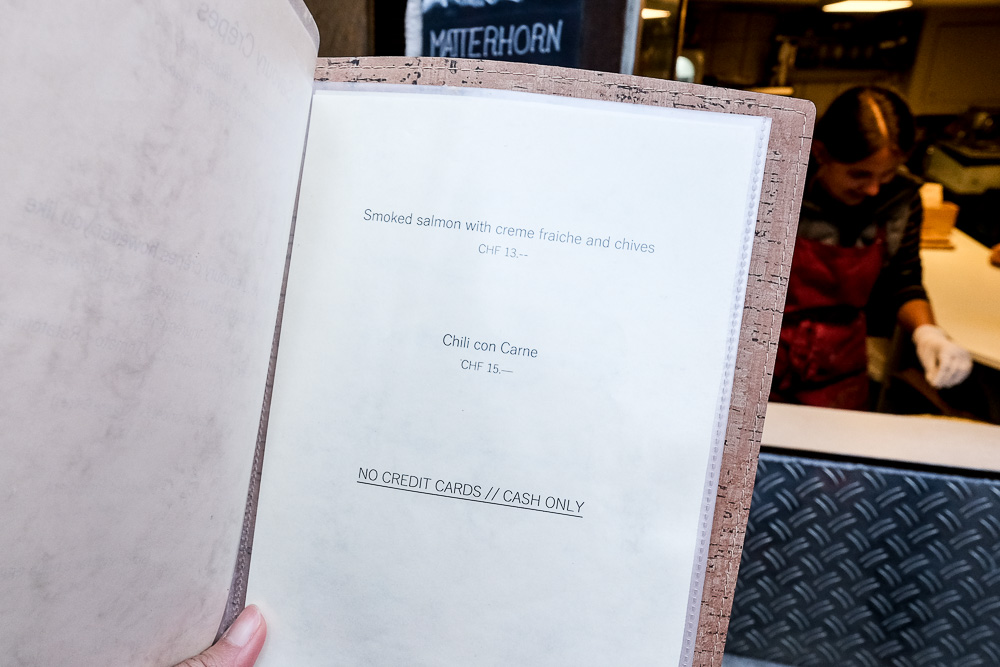 MATTERHORN
Smoked salmon with creme fraiche and chives
CHF 13.--
Chili con Carne
CHF 15.—
NO CREDIT CARDS // CASH ONLY